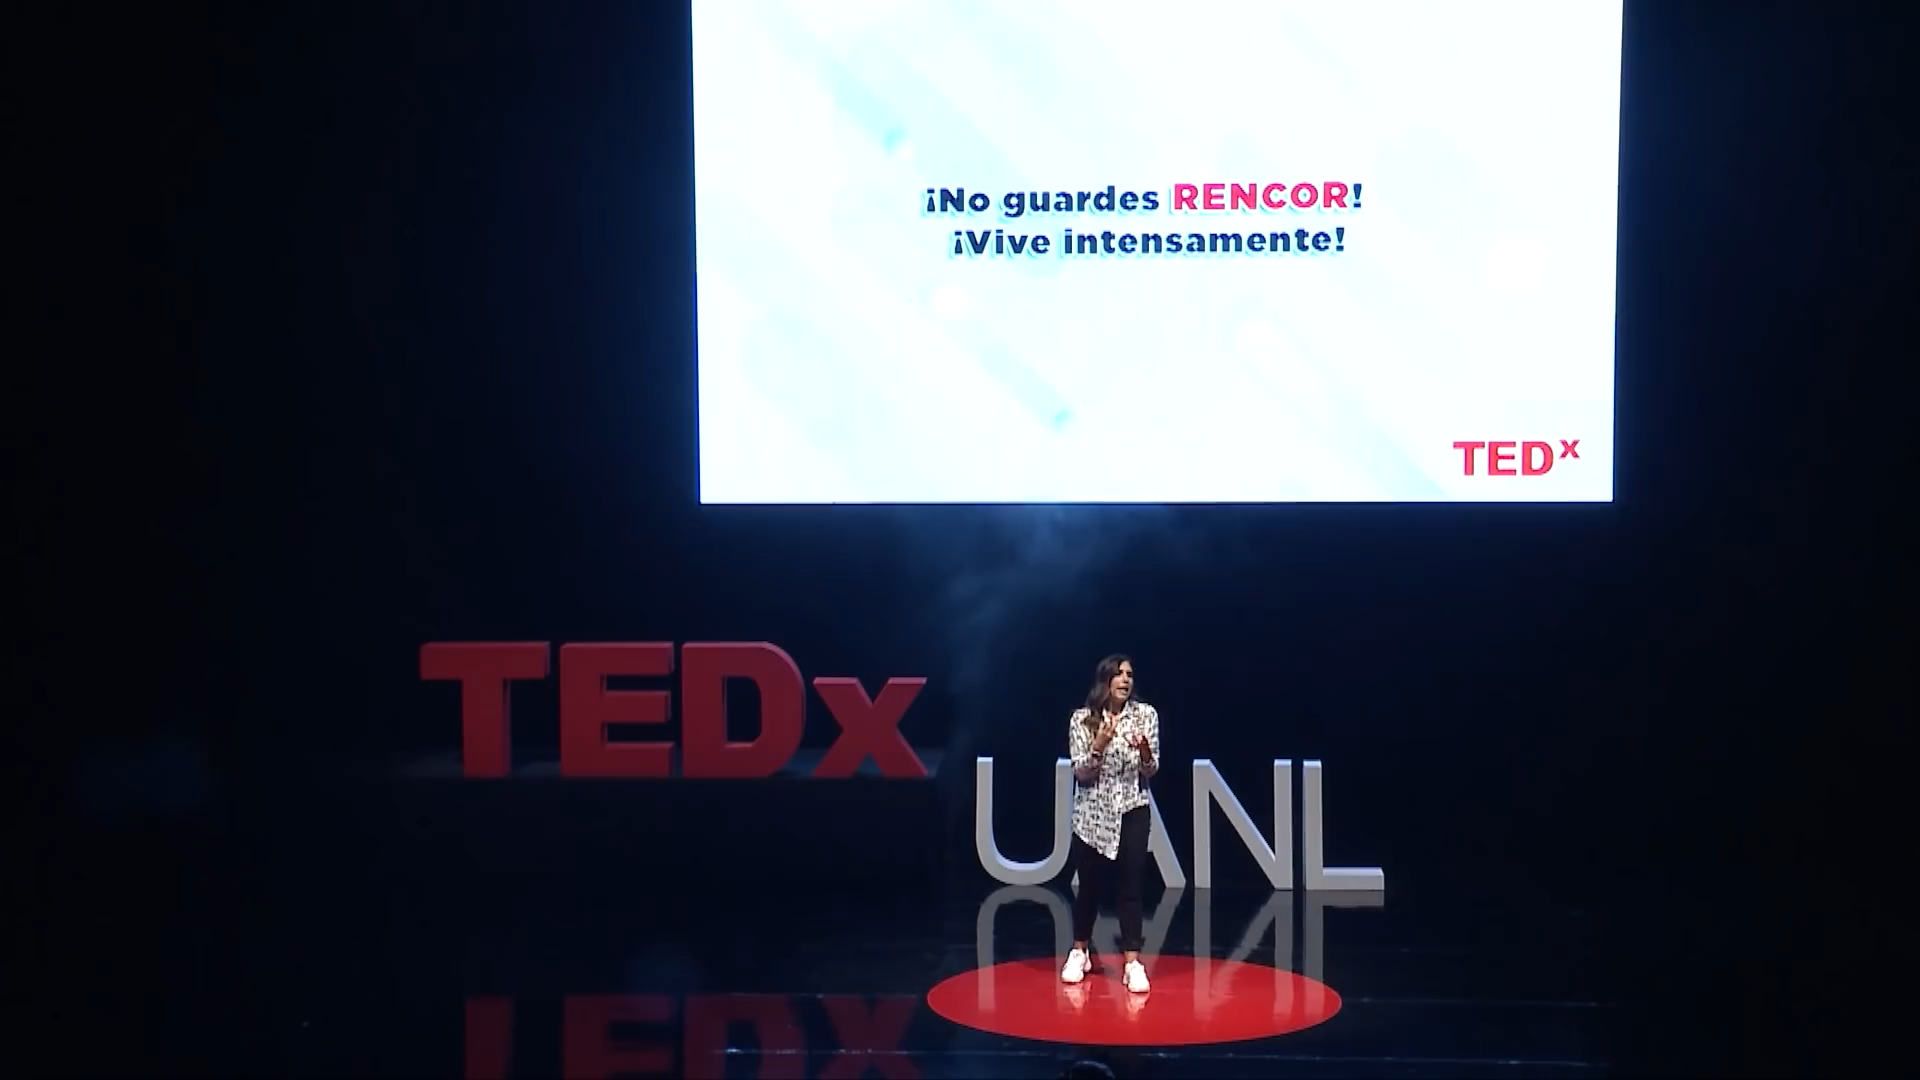 ¡No guardes RENCOR!
¡Vive intensamente!
TEDx
TEDx
UANL